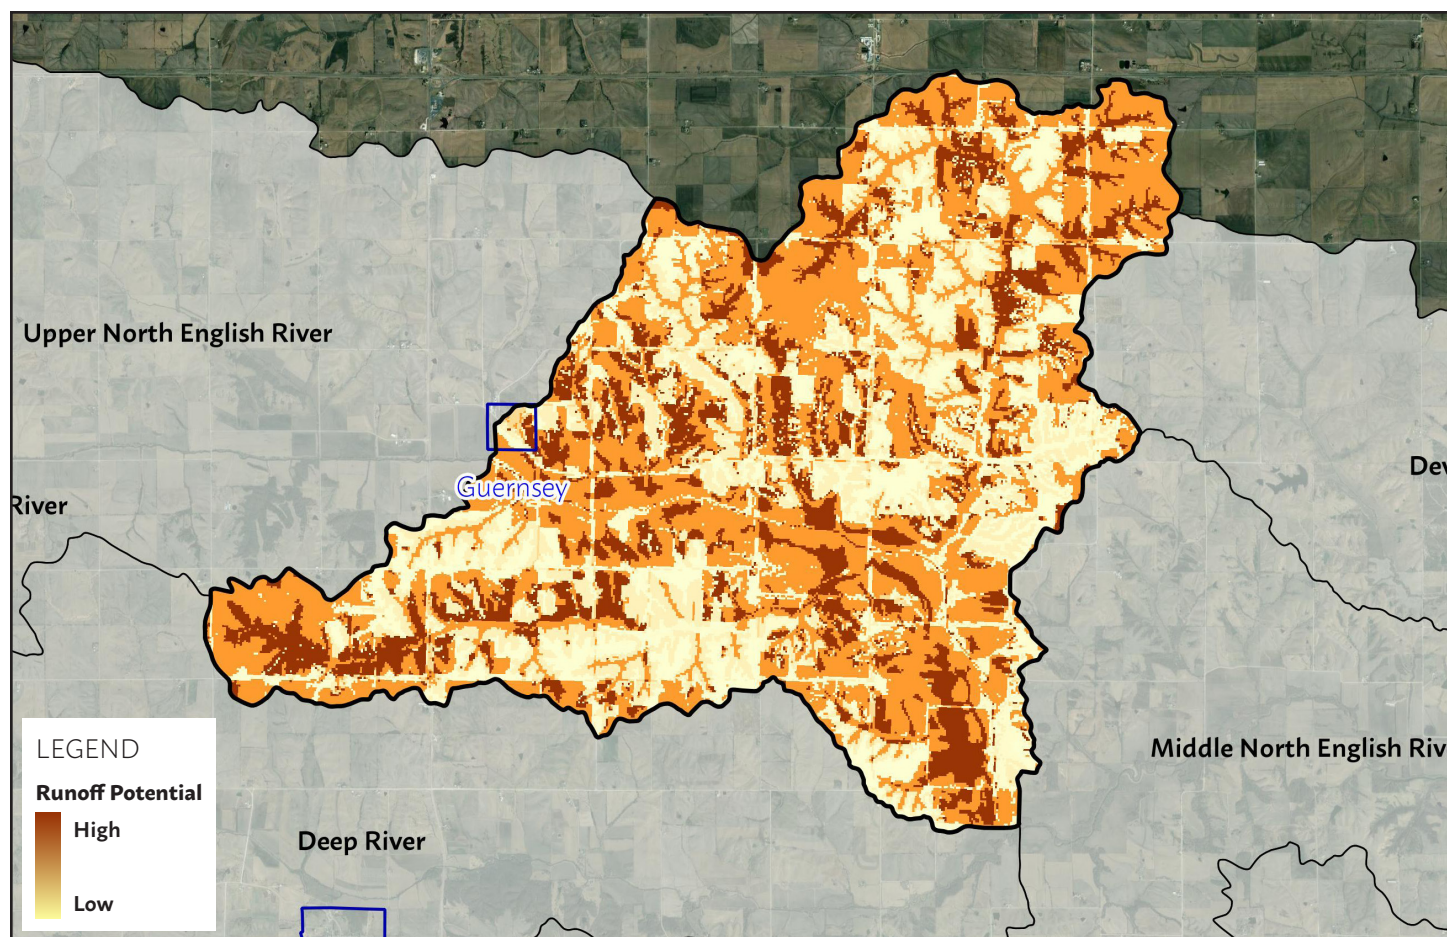 Upper North English River
Guernsey
River
Dev
Middle North English Riv
Deep River
LEGEND
Runoff Potential
High
Low